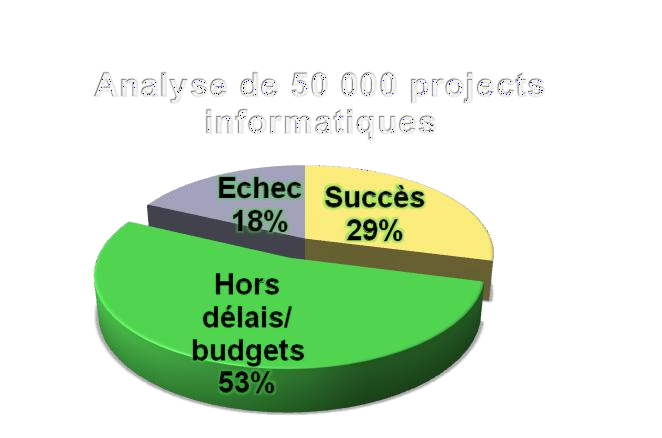 Analyse de 50 000 projects
informatiques
Echec
18%
Succès
29%
Hors
délais/
budgets
53%